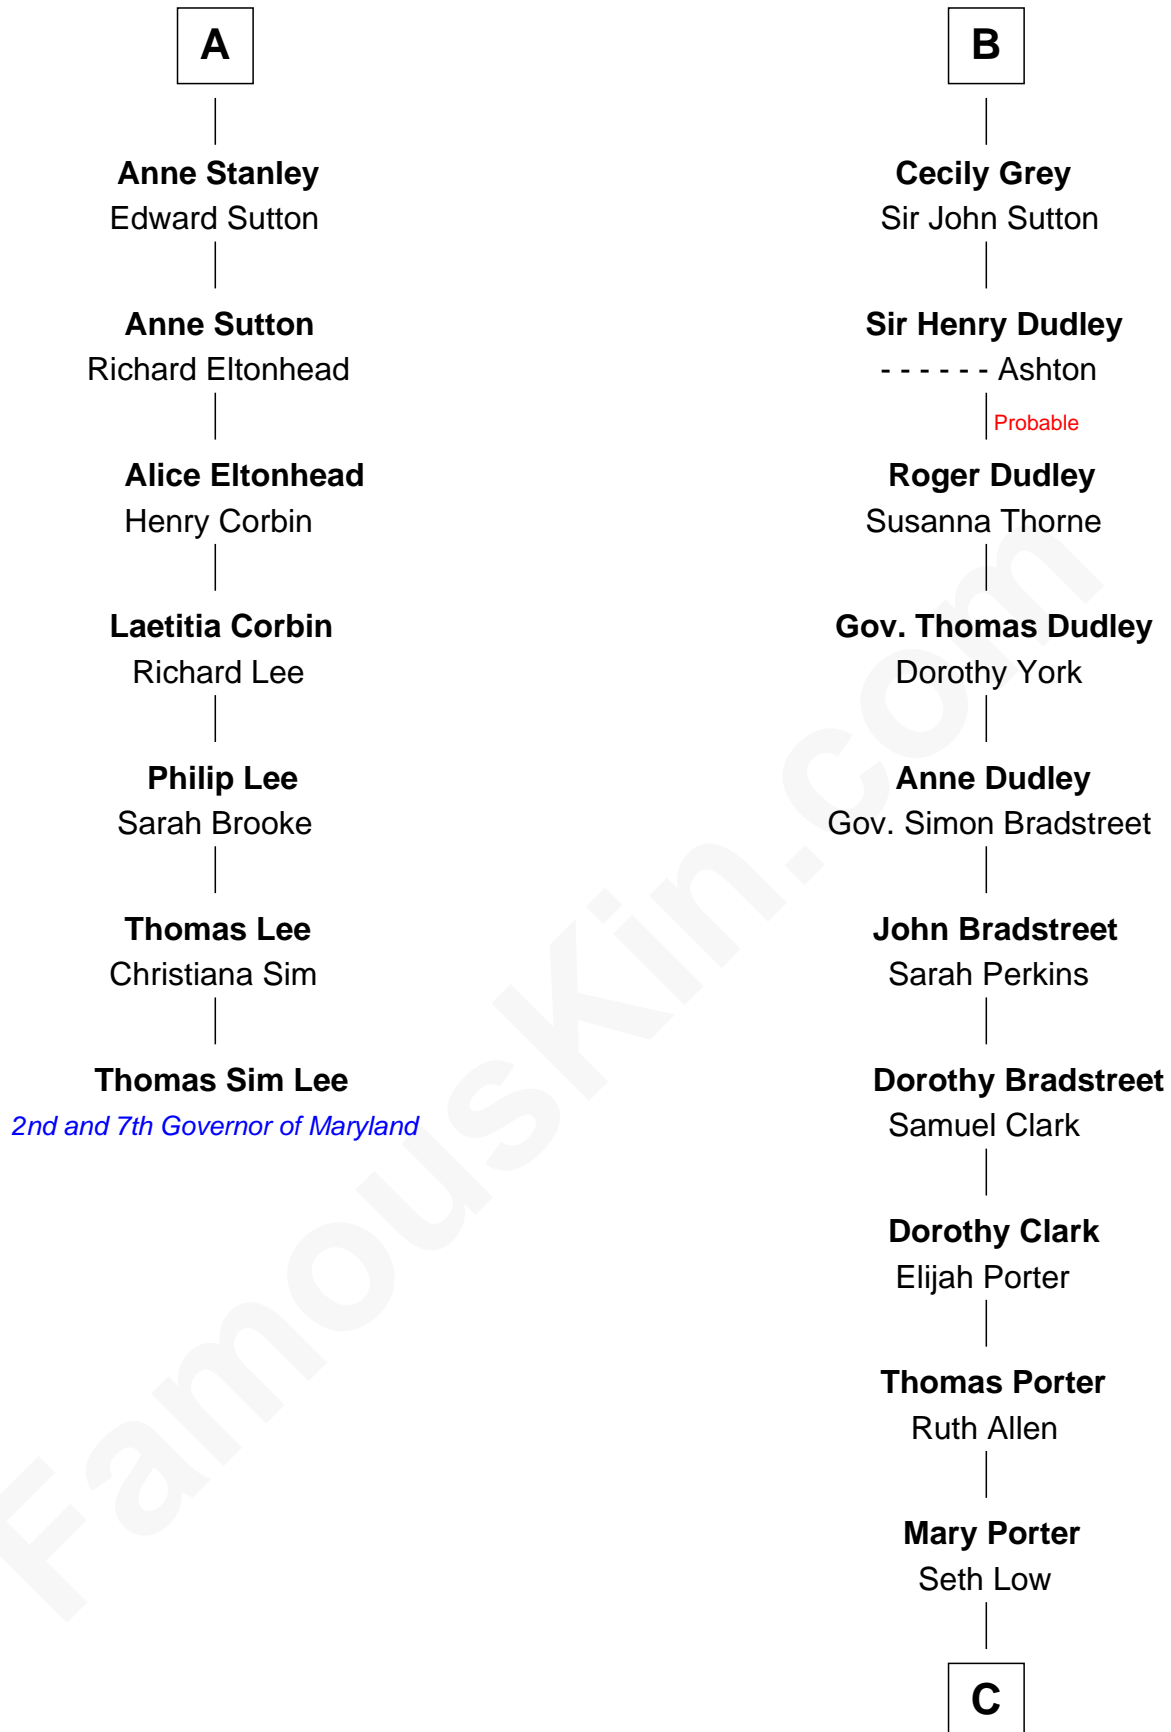 A
Anne Stanley
Edward Sutton
Anne Sutton
Richard Eltonhead
Alice Eltonhead
Henry Corbin
Laetitia Corbin
Richard Lee
Philip Lee
Sarah Brooke
Thomas Lee
Christiana Sim
Thomas Sim Lee
2nd and 7th Governor of Maryland
B
Cecily Grey
Sir John Sutton
Sir Henry Dudley
- - - - - - Ashton
Probable
Roger Dudley
Susanna Thorne
Gov. Thomas Dudley
Dorothy York
Anne Dudley
Gov. Simon Bradstreet
John Bradstreet
Sarah Perkins
Dorothy Bradstreet
Samuel Clark
Dorothy Clark
Elijah Porter
Thomas Porter
Ruth Allen
Mary Porter
Seth Low
C
FamousKin.com